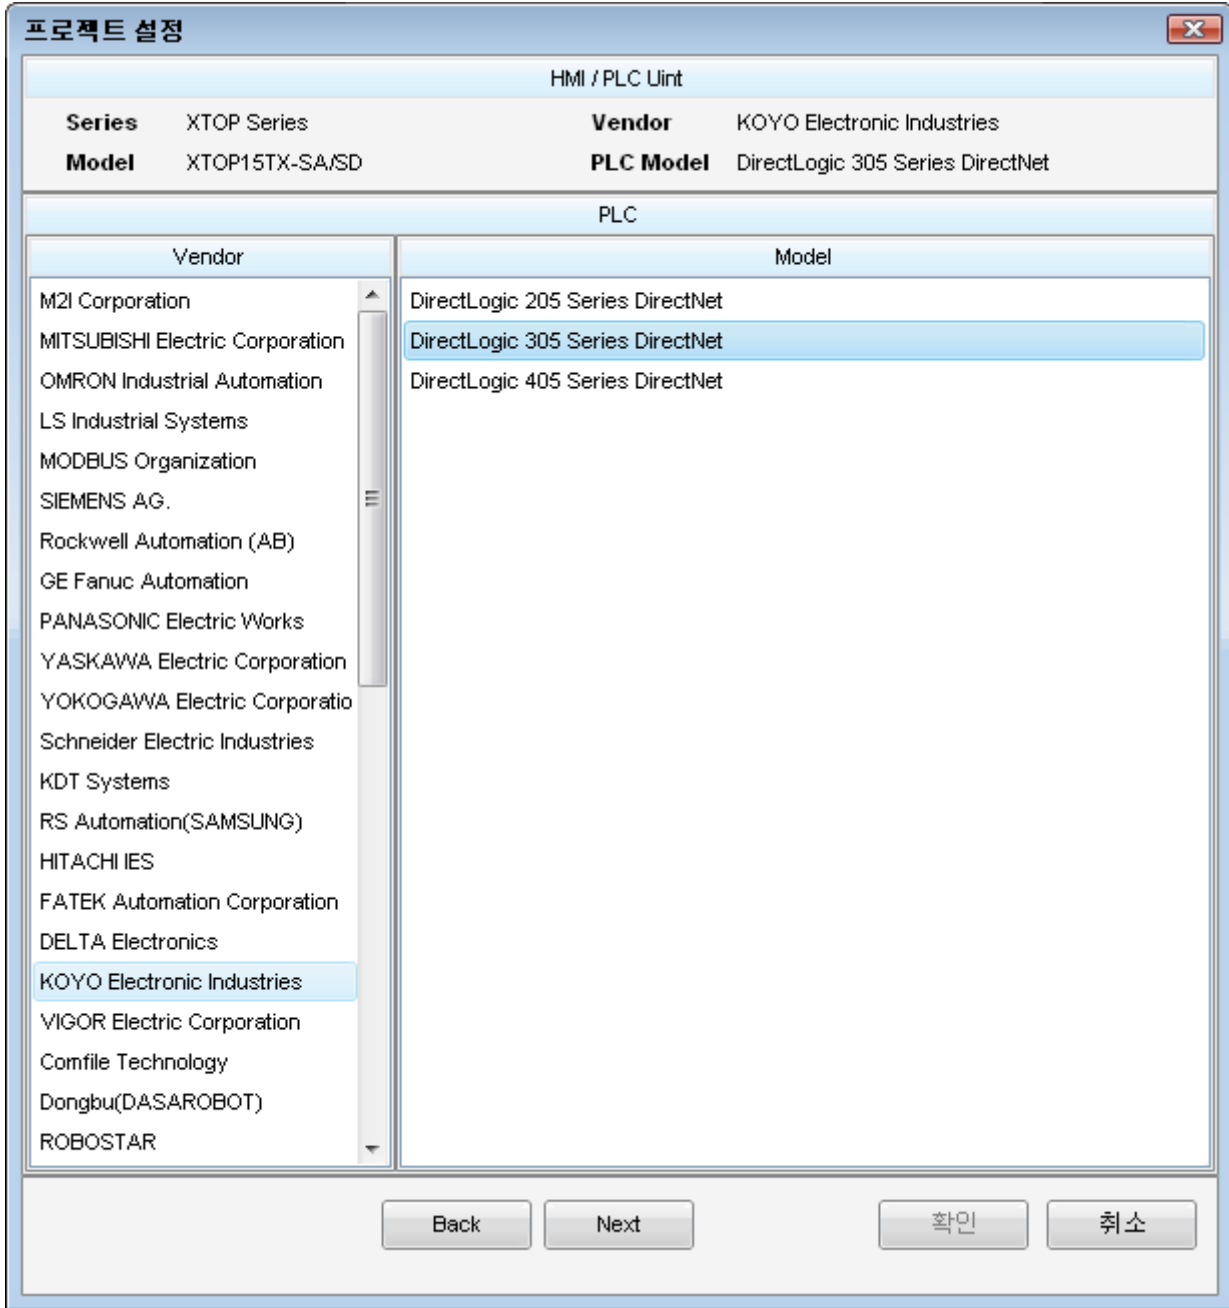 프로젝트 설정
HMI / PLC Uint
Series XTOP Series Vendor KOYO Electronic Industries
Model XTOP15TX-SA/SD PLC Model DirectLogic 305 Series DirectNet
PLC
Vendor
M2I Corporation
MITSUBISHI Electric Corporation
OMRON Industrial Automation
LS Industrial Systems
MODBUS Organization
SIEMENS AG.
Rockwell Automation (AB)
GE Fanuc Automation
PANASONIC Electric Works
YASKAWA Electric Corporation
YOKOGAWA Electric Corporatio
Schneider Electric Industries
KDT Systems
RS Automation(SAMSUNG)
HITACHI IES
FATEK Automation Corporation
DELTA Electronics
KOYO Electronic Industries
VIGOR Electric Corporation
Comfile Technology
Dongbu(DASAROBOT)
ROBOSTAR
Model
DirectLogic 205 Series DirectNet
DirectLogic 305 Series DirectNet
DirectLogic 405 Series DirectNet
Back Next 확인 취소